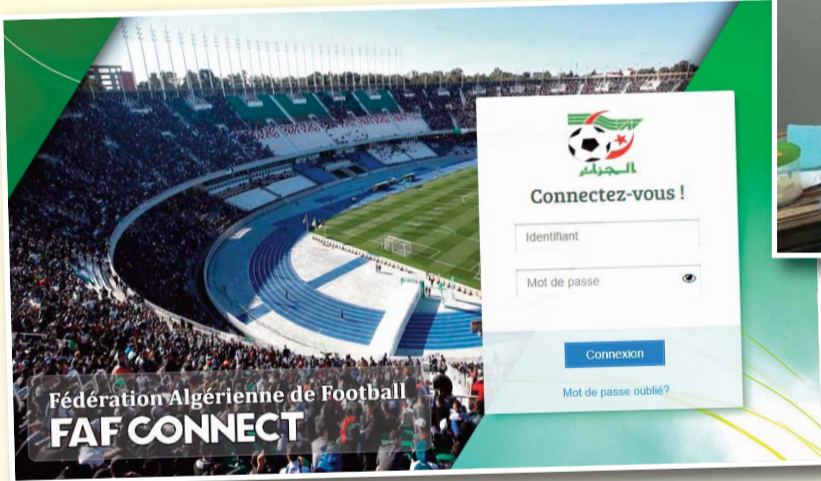 الجزائر
Connectez-vous !
Identifiant
Mot de passe
Connexion
Mot de passe oublié?
Fédération Algérienne de Football
FAF CONNECT